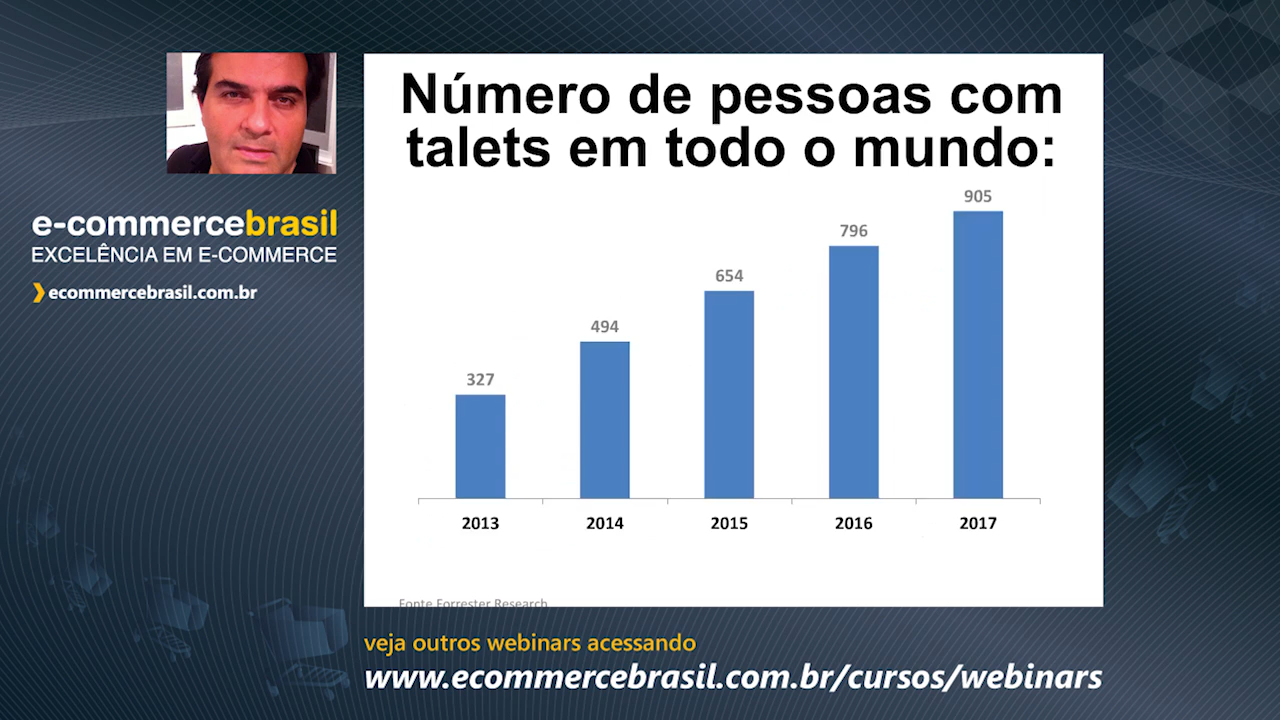 Número de pessoas com
talets em todo o mundo:
e-commercebrasil
EXCELÊNCIA EM E-COMMERCE
ecommercebrasil.com.br
905
796
654
494
327
2013 2014 2015 2016 2017
Fonte Forrester Research
veja outros webinars acessando
www.ecommercebrasil.com.br/cursos/webinars